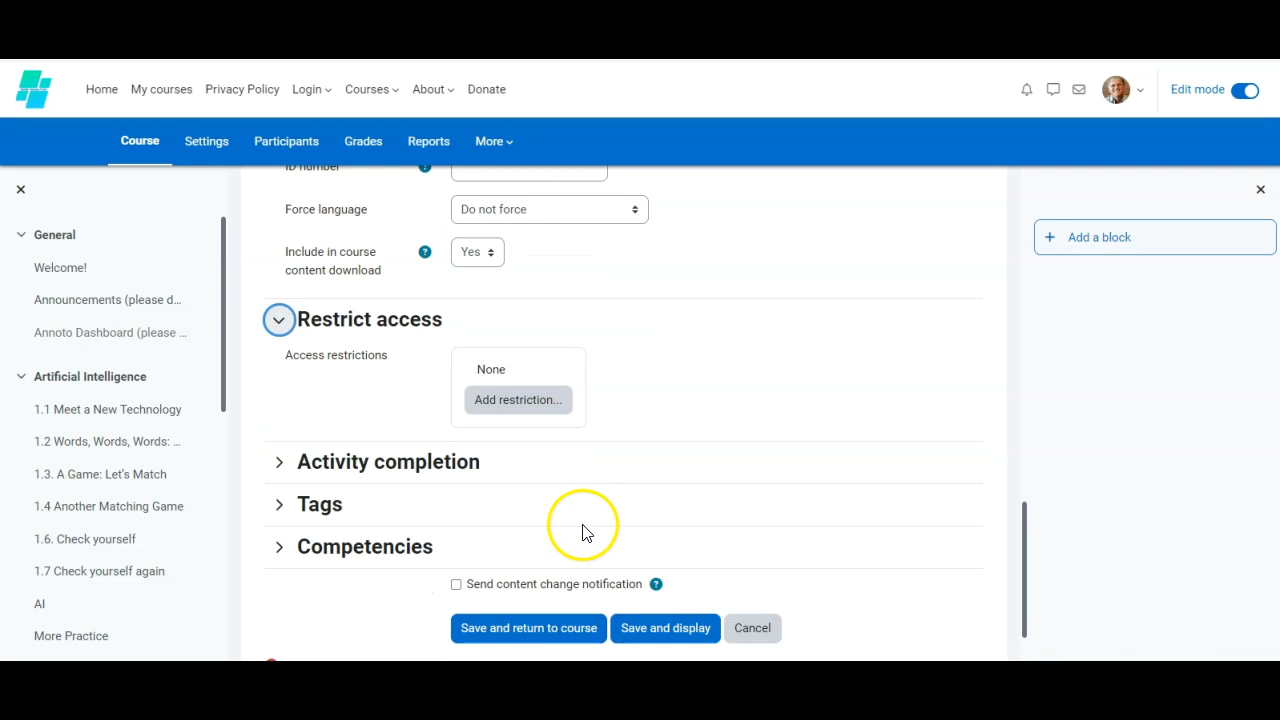 Home My courses Privacy Policy Login Courses About Donate
Edit mode
Course Settings Participants Grades Reports More
General
Welcome!
Announcements (please d...
Annoto Dashboard (please ...
Artificial Intelligence
1.1 Meet a New Technology
1.2 Words, Words, Words: ...
1.3. A Game: Let's Match
1.4 Another Matching Game
1.6. Check yourself
1.7 Check yourself again
AI
More Practice
ID number ?
Force language Do not force
Include in course ? Yes
content download
Restrict access
Access restrictions None
Add restriction...
Activity completion
Tags
Competencies
Send content change notification ?
Save and return to course Save and display Cancel
+ Add a block